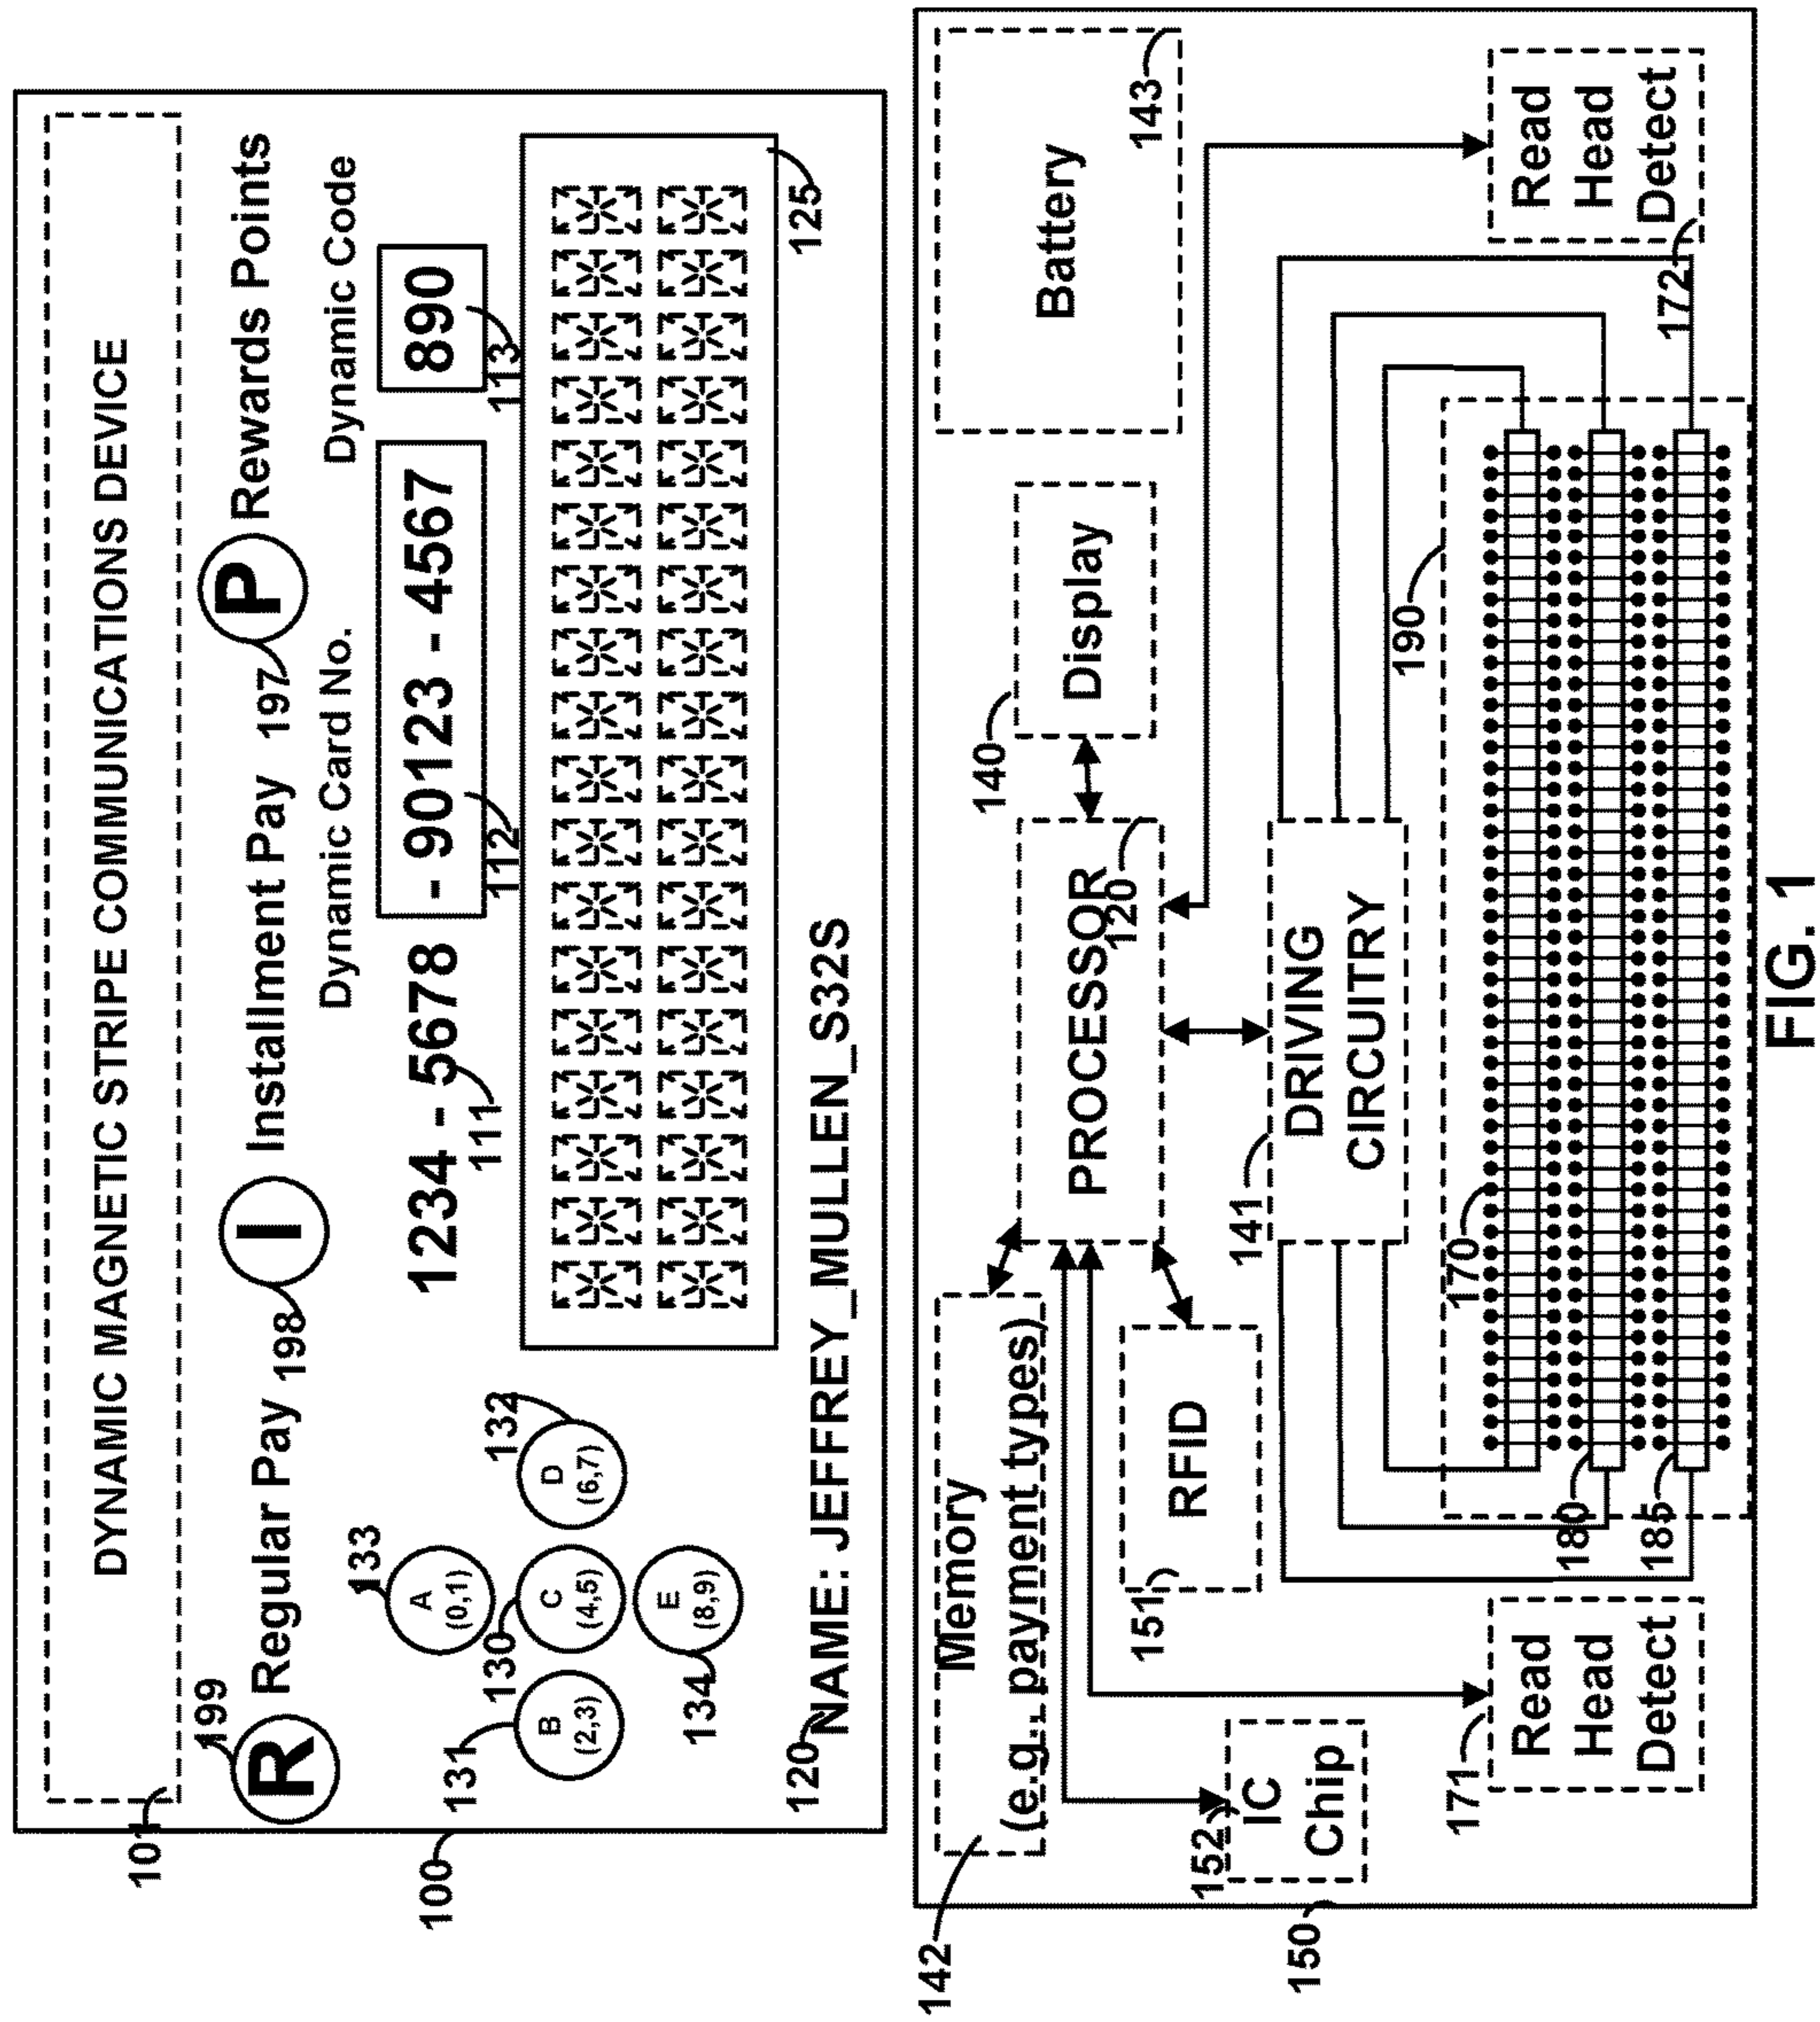 DYNAMIC MAGNETIC STRIPE COMMUNICATIONS DEVICE
101
199
R Regular Pay
198
I Installment Pay
197
P Rewards Points
Dynamic Card No.
Dynamic Code
1234 - 5678 - 90123 - 4567
890
111
112
113
133
A
(0,1)
132
D
(6,7)
130
C
(4,5)
131
B
(2,3)
134
E
(8,9)
125
100
120
NAME: JEFFREY_MULLEN_S32S
142
Memory
(e.g., payment types)
140
Display
Battery
143
PROCESSOR
120
151
RFID
152
IC
Chip
150
141
DRIVING
CIRCUITRY
190
170
180
185
171
Read
Head
Detect
172
Read
Head
Detect
FIG. 1